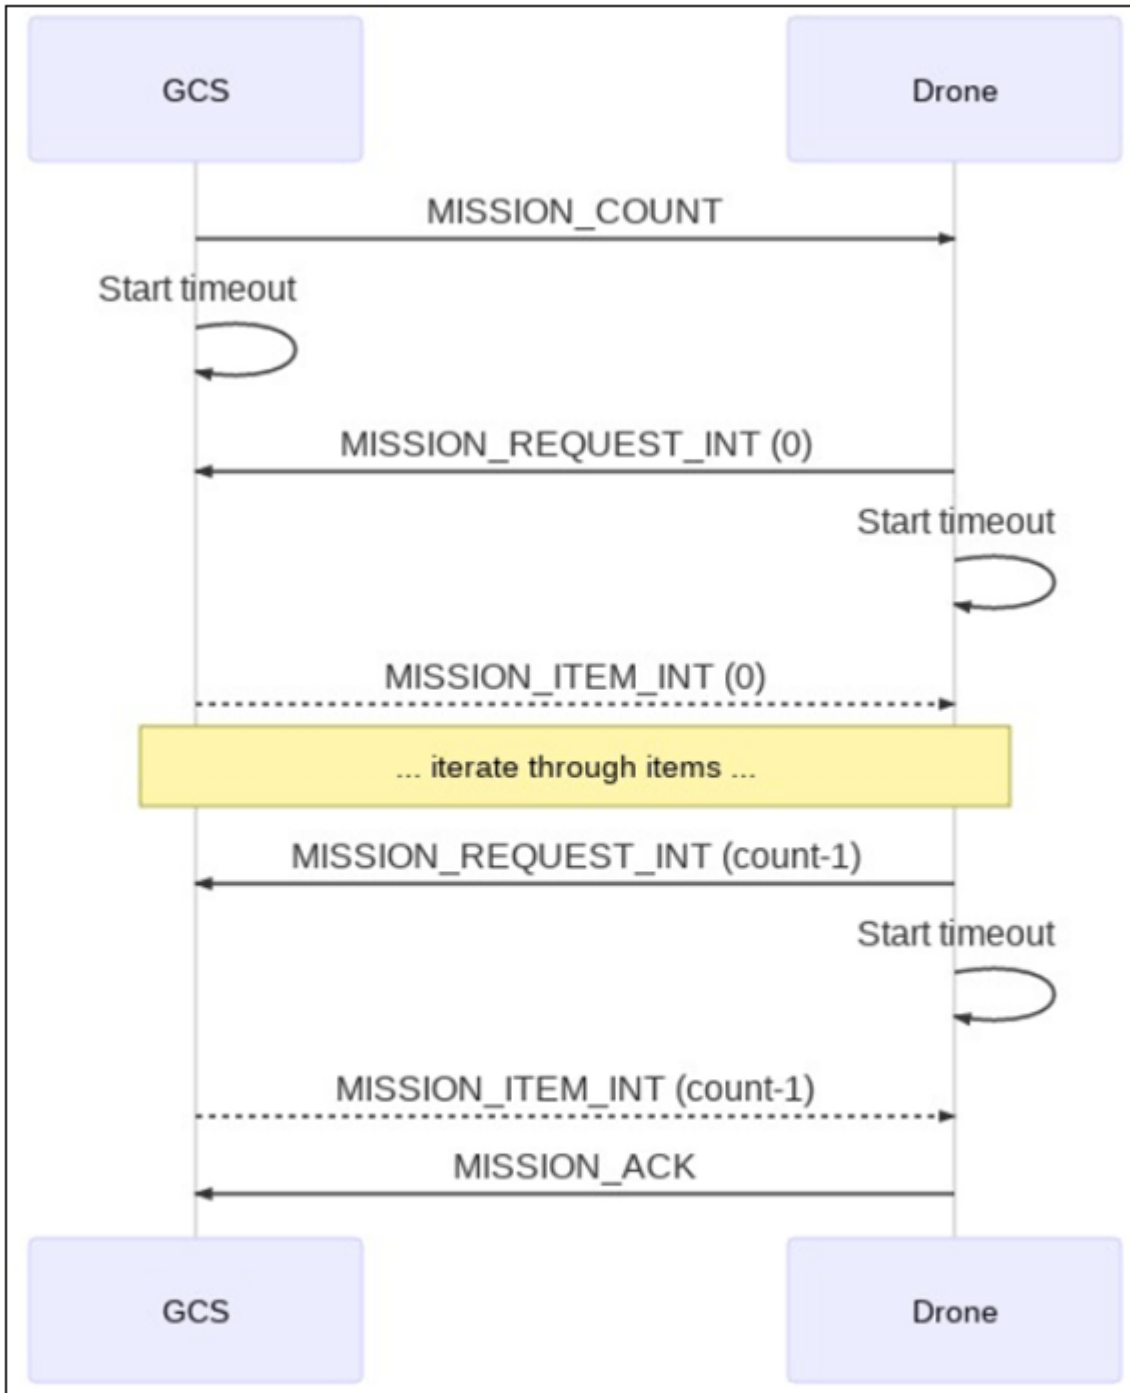 GCS Drone
MISSION_COUNT
Start timeout
MISSION_REQUEST_INT (0)
Start timeout
MISSION_ITEM_INT (0)
... iterate through items ...
MISSION_REQUEST_INT (count-1)
Start timeout
MISSION_ITEM_INT (count-1)
MISSION_ACK
GCS Drone